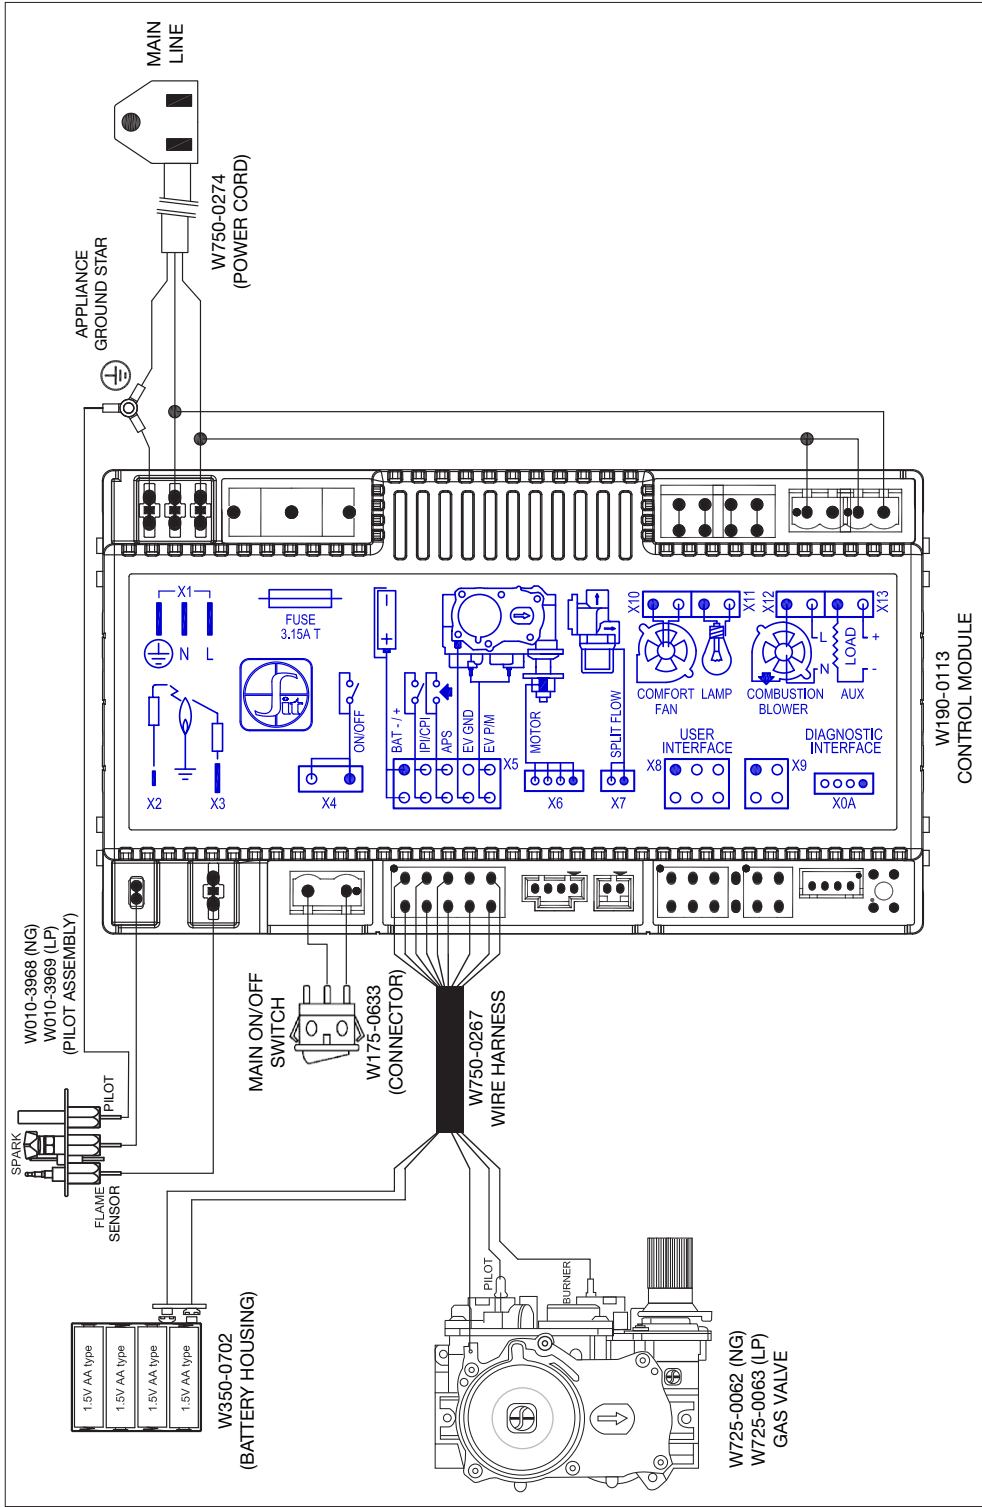 MAIN
LINE
W750-0274
(POWER CORD)
APPLIANCE
GROUND STAR
W010-3968 (NG)
W010-3969 (LP)
(PILOT ASSEMBLY)
SPARK
PILOT
FLAME
SENSOR
1.5V AA type
1.5V AA type
1.5V AA type
1.5V AA type
W350-0702
(BATTERY HOUSING)
MAIN ON/OFF
SWITCH
W175-0633
(CONNECTOR)
W750-0267
WIRE HARNESS
PILOT
BURNER
W725-0062 (NG)
W725-0063 (LP)
GAS VALVE
W190-0113
CONTROL MODULE
X1
N
L
FUSE
3.15A T
Sit
X2
X3
ON/OFF
X4
BAT - / +
IPI/CPI
APS
EV GND
EV P/M
X5
MOTOR
X6
SPLIT FLOW
X7
X10
X11
COMFORT
FAN
LAMP
X12
X13
N
L
LOAD
-
+
COMBUSTION
BLOWER
AUX
USER
INTERFACE
X8
X9
DIAGNOSTIC
INTERFACE
X0A